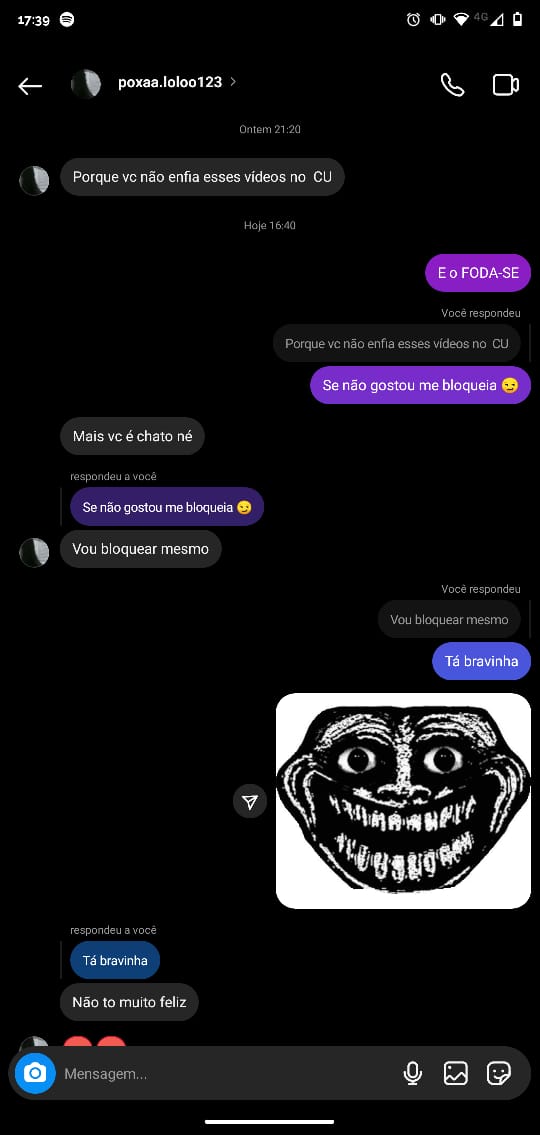 17:39
4G
poxaa.loloo123
Ontem 21:20
Porque vc não enfia esses vídeos no CU
Hoje 16:40
E o FODA-SE
Você respondeu
Porque vc não enfia esses vídeos no CU
Se não gostou me bloqueia 😏
Mais vc é chato né
respondeu a você
Se não gostou me bloqueia 😏
Vou bloquear mesmo
Você respondeu
Vou bloquear mesmo
Tá bravinha
respondeu a você
Tá bravinha
Não to muito feliz
Mensagem...